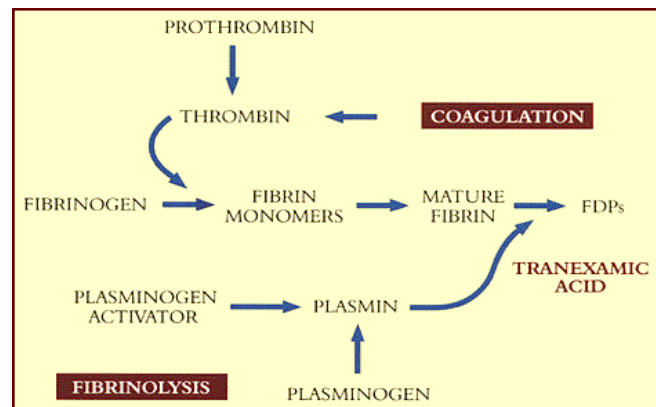 PROTHROMBIN
THROMBIN
COAGULATION
FIBRINOGEN
FIBRIN
MONOMERS
MATURE
FIBRIN
FDPs
TRANEXAMIC
ACID
PLASMINOGEN
ACTIVATOR
PLASMIN
FIBRINOLYSIS
PLASMINOGEN